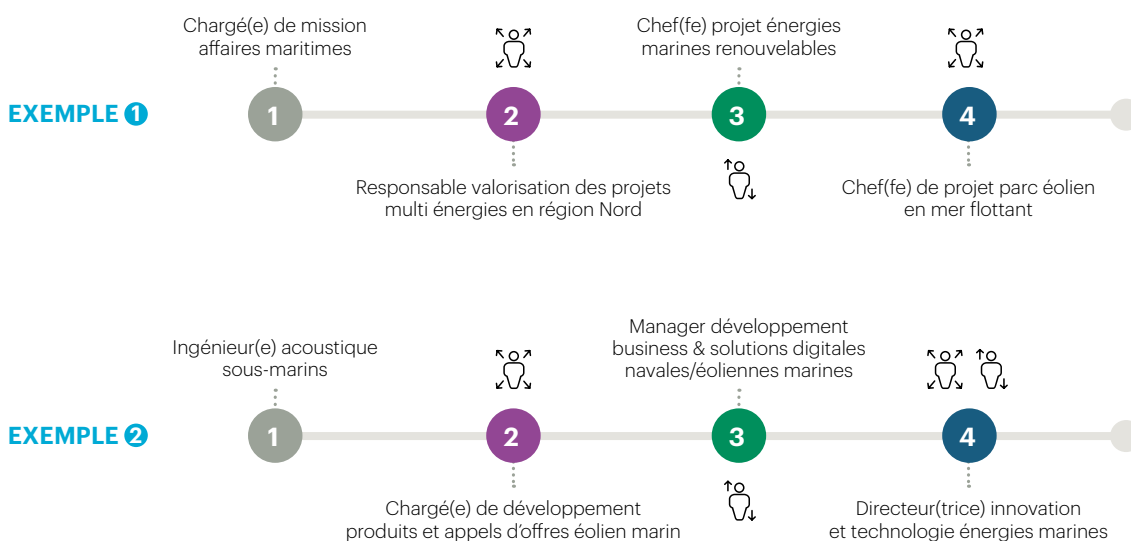 Chargé(e) de mission
affaires maritimes
Chef(fe) projet énergies
marines renouvelables
EXEMPLE 1
1
2
3
4
Responsable valorisation des projets
multi énergies en région Nord
Chef(fe) de projet parc éolien
en mer flottant
Ingénieur(e) acoustique
sous-marins
Manager développement
business & solutions digitales
navales/éoliennes marines
EXEMPLE 2
1
2
3
4
Chargé(e) de développement
produits et appels d’offres éolien marin
Directeur(trice) innovation
et technologie énergies marines